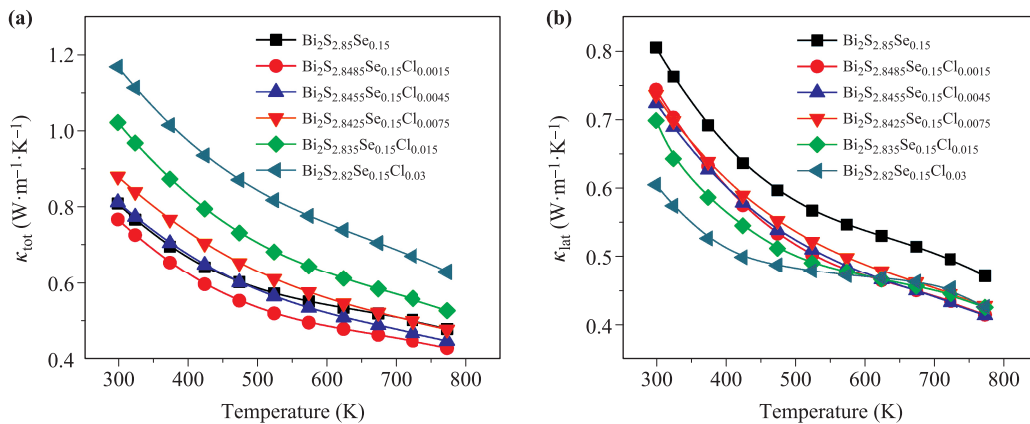 (a)
1.2
1.0
0.8
0.6
0.4
κtot (W·m−1·K−1)
300 400 500 600 700 800
Temperature (K)
Bi2S2.85Se0.15
Bi2S2.8485Se0.15Cl0.0015
Bi2S2.8455Se0.15Cl0.0045
Bi2S2.8425Se0.15Cl0.0075
Bi2S2.835Se0.15Cl0.015
Bi2S2.82Se0.15Cl0.03
(b)
0.8
0.7
0.6
0.5
0.4
κlat (W·m−1·K−1)
300 400 500 600 700 800
Temperature (K)
Bi2S2.85Se0.15
Bi2S2.8485Se0.15Cl0.0015
Bi2S2.8455Se0.15Cl0.0045
Bi2S2.8425Se0.15Cl0.0075
Bi2S2.835Se0.15Cl0.015
Bi2S2.82Se0.15Cl0.03